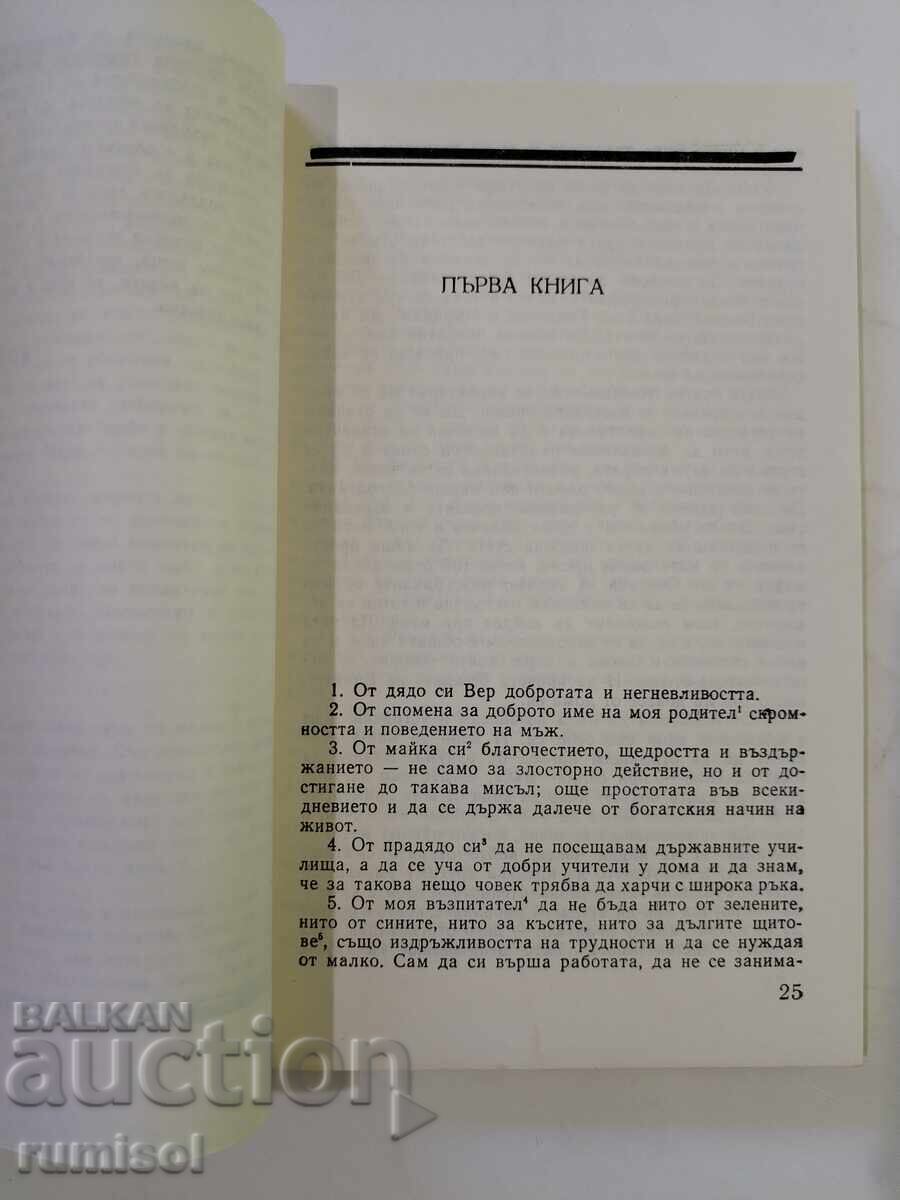 ПЪРВА КНИГА
1. От дядо си Вер добротата и негневливостта.
2. От спомена за доброто име на моя родител¹ скром-
ността и поведението на мъж.
3. От майка си² благочестието, щедростта и въздър-
жанието — не само за злосторно действие, но и от до-
стигане до такава мисъл; още простотата във всеки-
дневието и да се държа далече от богатския начин на
живот.
4. От прадядо си³ да не посещавам държавните учи-
лища, а да се уча от добри учители у дома и да знам,
че за такова нещо човек трябва да харчи с широка ръка.
5. От моя възпитател⁴ да не бъда нито от зелените,
нито от сините, нито за късите, нито за дългите щито-
ве⁵, също издръжливостта на трудности и да се нуждая
от малко. Сам да си върша работата, да не се занима-
25
BALKAN
auction
rumisol